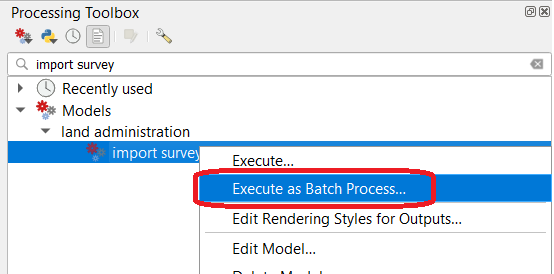 Processing Toolbox
import survey
Recently used
Models
land administration
import survey
Execute...
Execute as Batch Process...
Edit Rendering Styles for Outputs...
Edit Model...